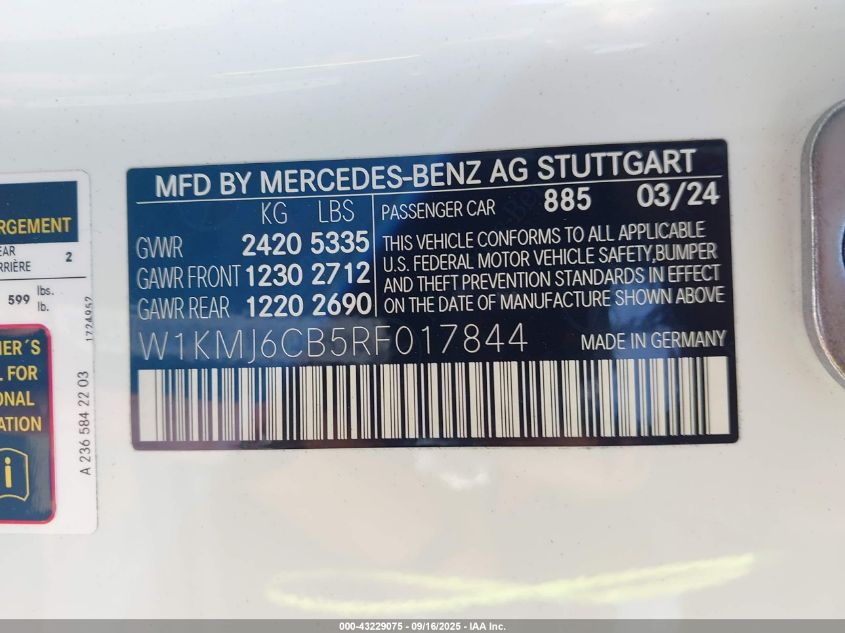 MFD BY MERCEDES-BENZ AG STUTTGART
KG LBS
PASSENGER CAR 885 03/24
GVWR 2420 5335
GAWR FRONT 1230 2712
GAWR REAR 1220 2690
THIS VEHICLE CONFORMS TO ALL APPLICABLE
U.S. FEDERAL MOTOR VEHICLE SAFETY,BUMPER
AND THEFT PREVENTION STANDARDS IN EFFECT
ON THE DATE OF MANUFACTURE SHOWN ABOVE
W1KMJ6CB5RF017844 MADE IN GERMANY
RGEMENT
EAR
RRIÈRE 2
599 lbs.
lb.
ER´S
L FOR
ONAL
ATION
i
A 236 584 22 03
1724952
000-43229075 - 09/16/2025 - IAA Inc.